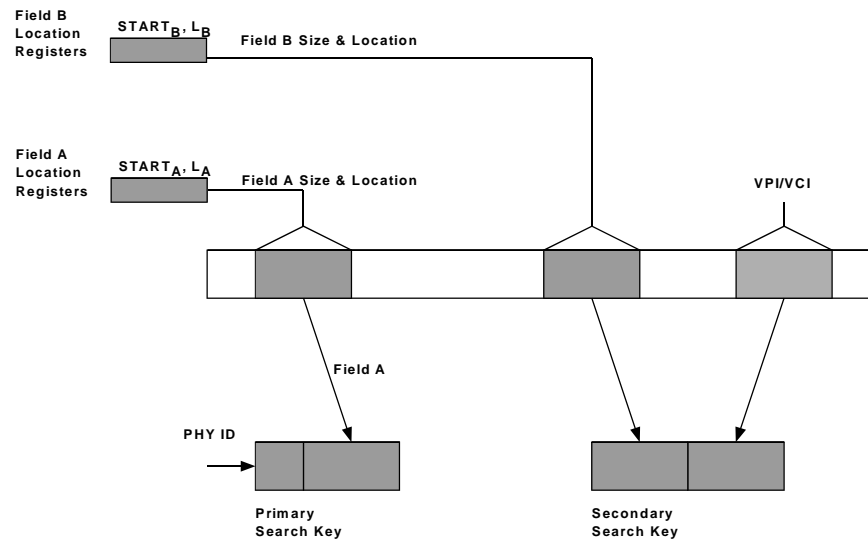 Field B
Location
Registers
START_B, L_B
Field B Size & Location
Field A
Location
Registers
START_A, L_A
Field A Size & Location
VPI/VCI
Field A
PHY ID
Primary
Search Key
Secondary
Search Key